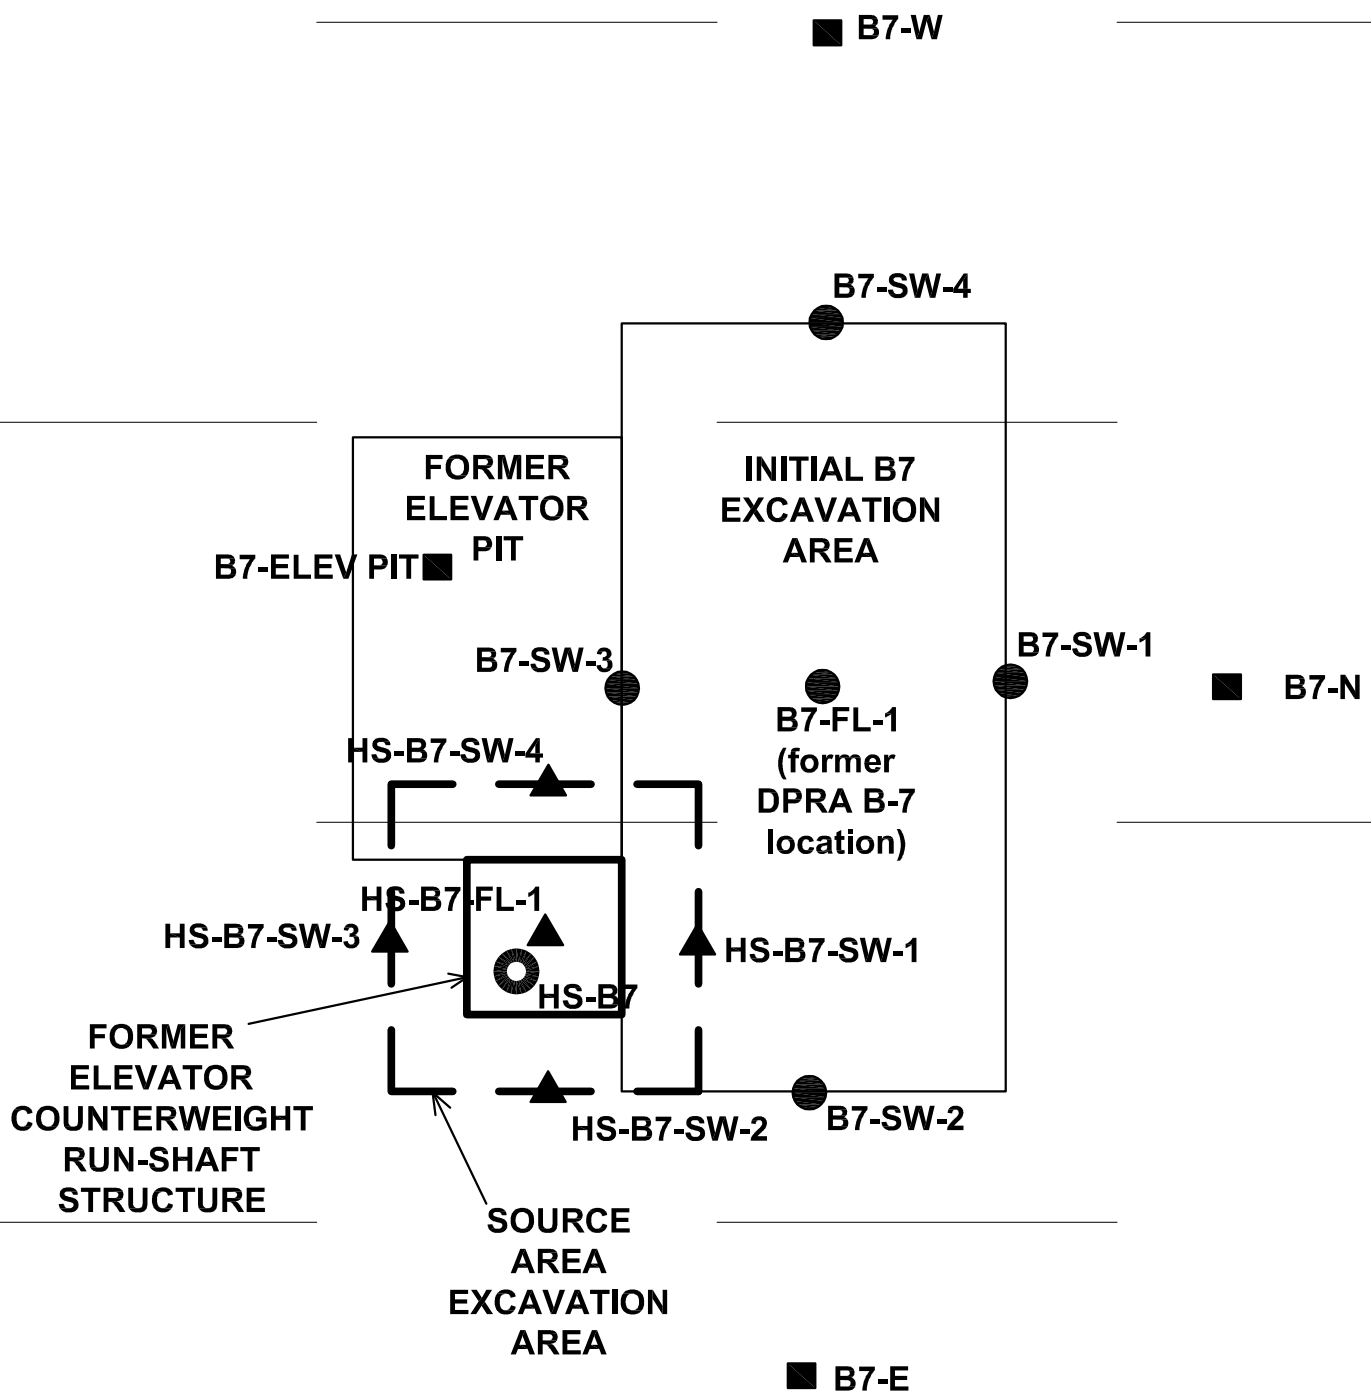 B7-W
B7-SW-4
FORMER
ELEVATOR
PIT
INITIAL B7
EXCAVATION
AREA
B7-ELEV PIT
B7-SW-3
B7-SW-1
B7-N
B7-FL-1
(former
DPRA B-7
location)
HS-B7-SW-4
HS-B7-FL-1
HS-B7-SW-3
HS-B7-SW-1
HS-B7
FORMER
ELEVATOR
COUNTERWEIGHT
RUN-SHAFT
STRUCTURE
HS-B7-SW-2
B7-SW-2
SOURCE
AREA
EXCAVATION
AREA
B7-E